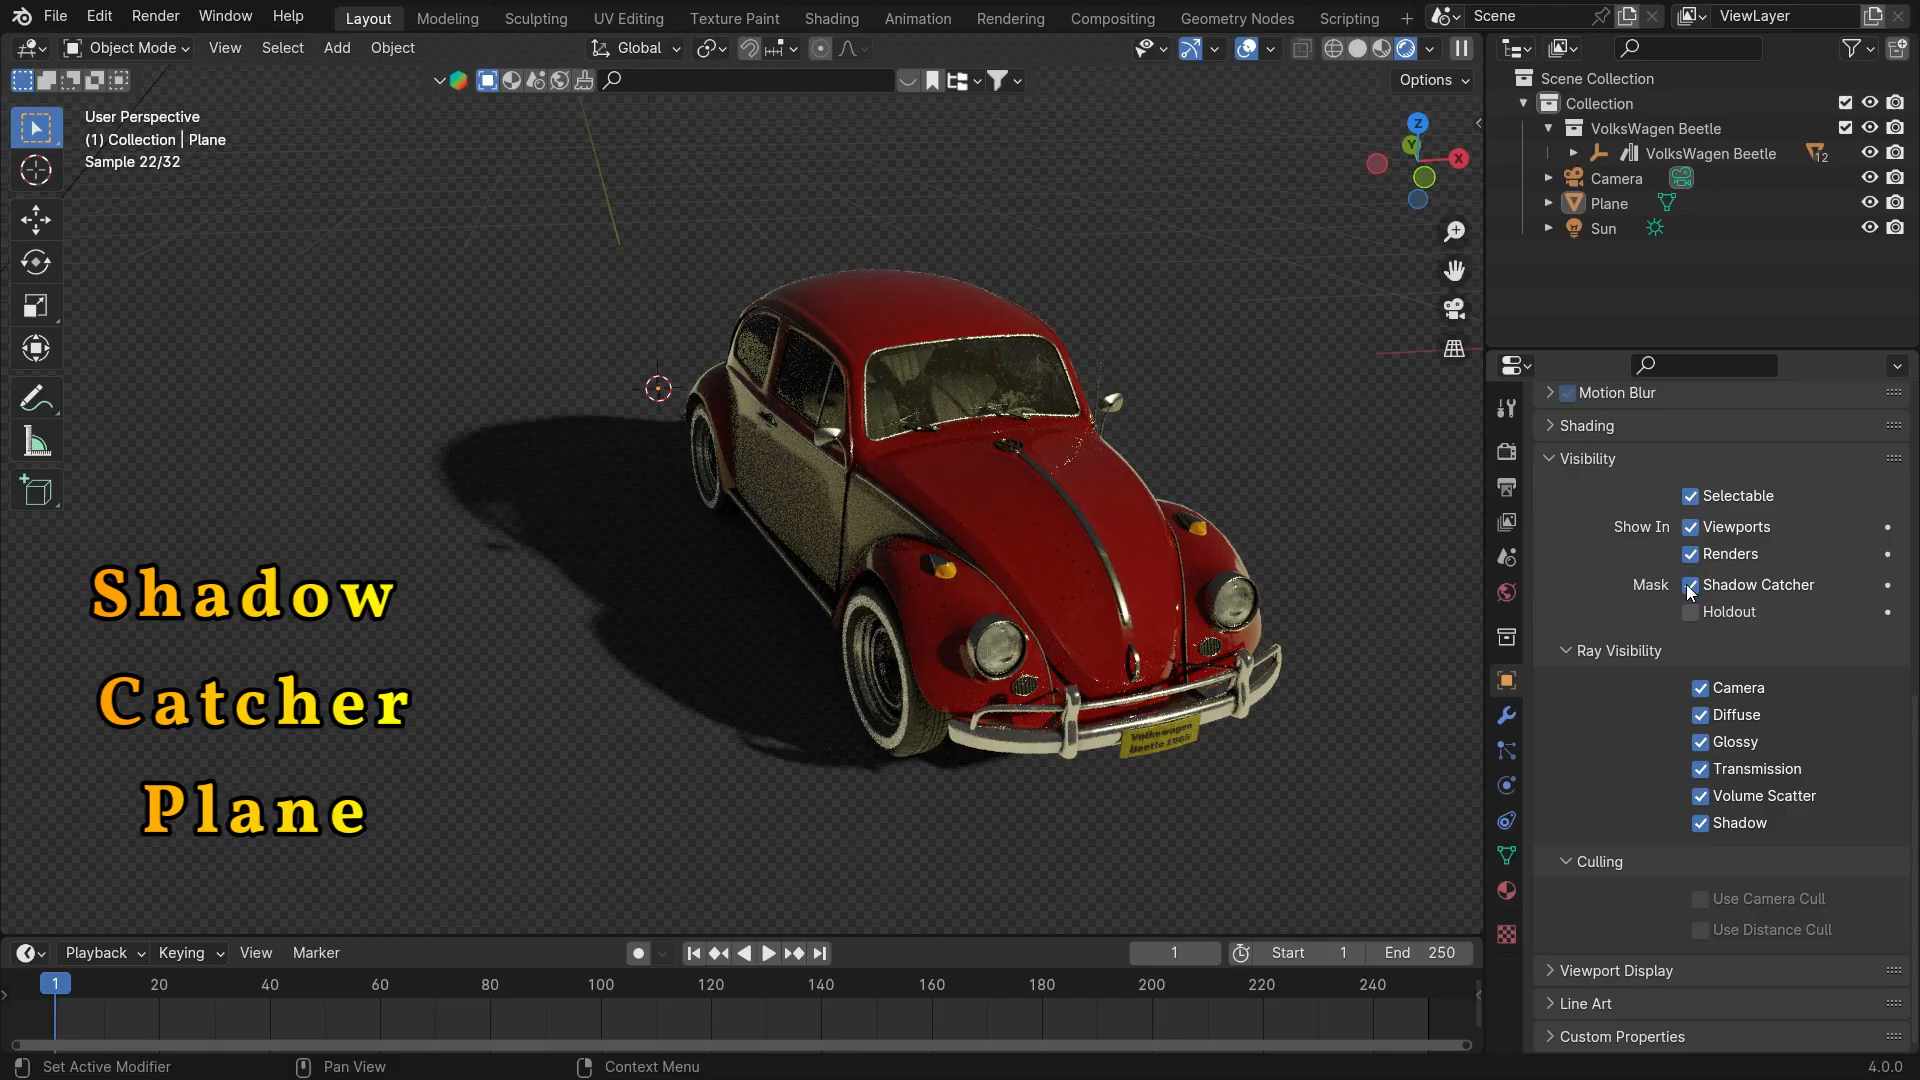 File Edit Render Window Help Layout Modeling Sculpting UV Editing Texture Paint Shading Animation Rendering Compositing Geometry Nodes Scripting + Scene ViewLayer
Object Mode View Select Add Object Global
Options
User Perspective
(1) Collection | Plane
Sample 22/32
Z
Y
X
Shadow
Catcher
Plane
Volkswagen
Beetle 1965
Scene Collection
Collection
VolksWagen Beetle
VolksWagen Beetle 12
Camera
Plane
Sun
Motion Blur
Shading
Visibility
Selectable
Show In Viewports
Renders
Mask Shadow Catcher
Holdout
Ray Visibility
Camera
Diffuse
Glossy
Transmission
Volume Scatter
Shadow
Culling
Use Camera Cull
Use Distance Cull
Viewport Display
Line Art
Custom Properties
Playback Keying View Marker 1 Start 1 End 250
1 20 40 60 80 100 120 140 160 180 200 220 240
Set Active Modifier Pan View Context Menu 4.0.0